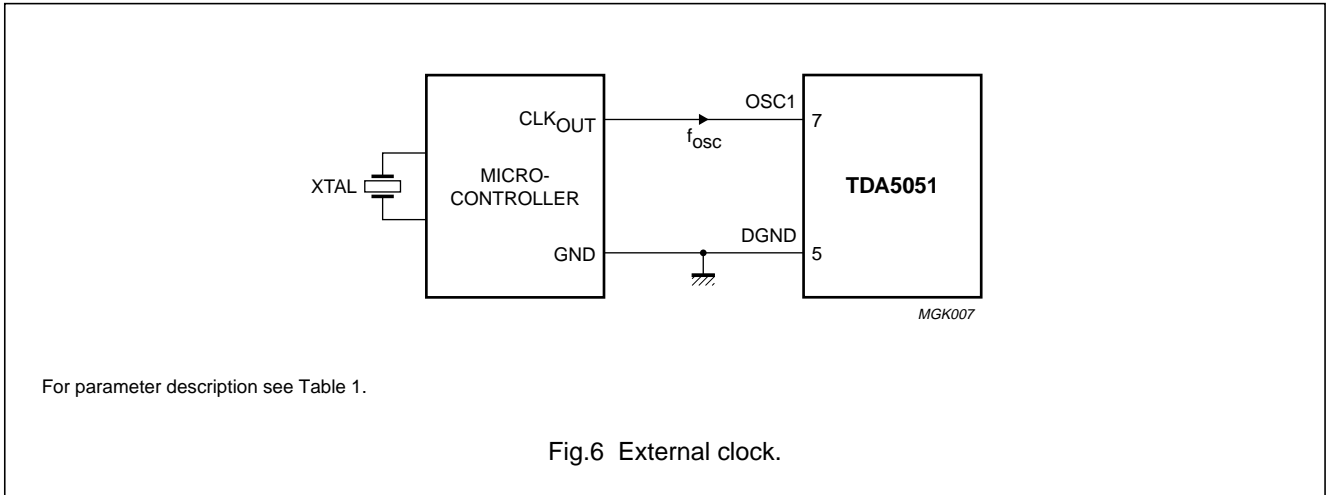 XTAL
CLKOUT
MICRO-
CONTROLLER
GND
fosc
OSC1
7
DGND
5
TDA5051
MGK007
For parameter description see Table 1.
Fig.6 External clock.